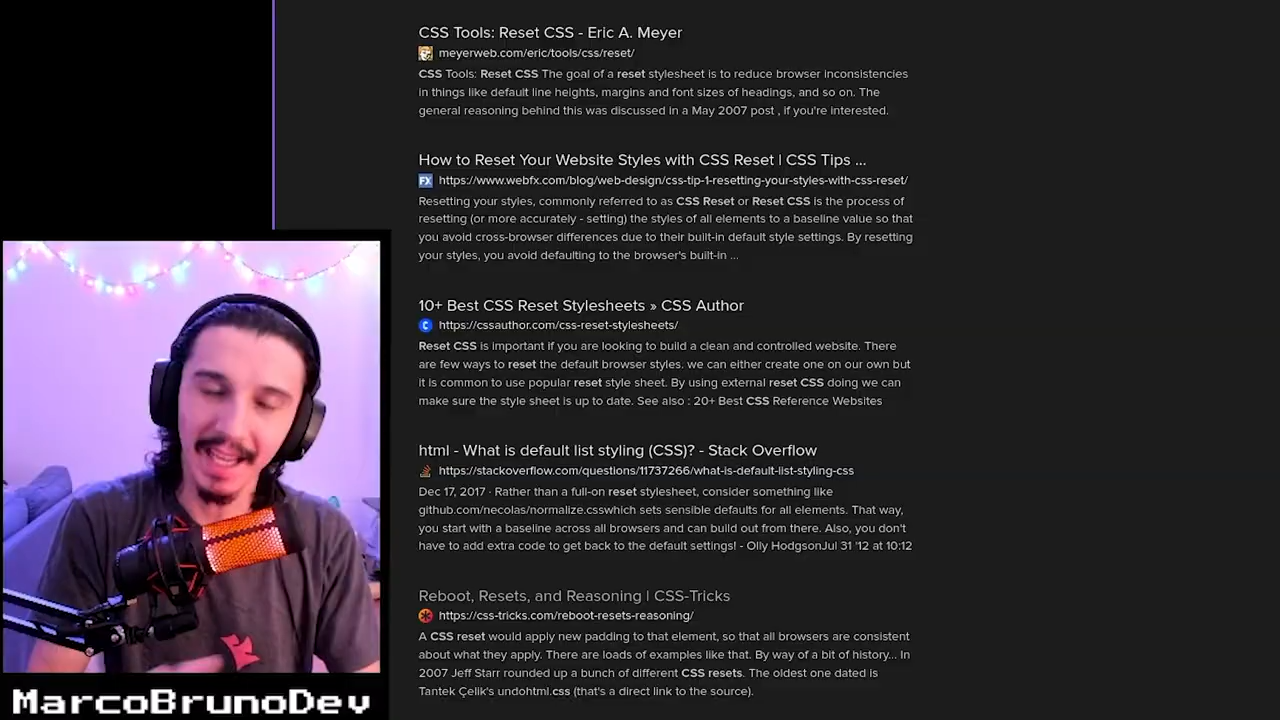 CSS Tools: Reset CSS - Eric A. Meyer
meyerweb.com/eric/tools/css/reset/
CSS Tools: Reset CSS The goal of a reset stylesheet is to reduce browser inconsistencies
in things like default line heights, margins and font sizes of headings, and so on. The
general reasoning behind this was discussed in a May 2007 post , if you're interested.
How to Reset Your Website Styles with CSS Reset | CSS Tips ...
FX https://www.webfx.com/blog/web-design/css-tip-1-resetting-your-styles-with-css-reset/
Resetting your styles, commonly referred to as CSS Reset or Reset CSS is the process of
resetting (or more accurately - setting) the styles of all elements to a baseline value so that
you avoid cross-browser differences due to their built-in default style settings. By resetting
your styles, you avoid defaulting to the browser's built-in ...
10+ Best CSS Reset Stylesheets » CSS Author
C https://cssauthor.com/css-reset-stylesheets/
Reset CSS is important if you are looking to build a clean and controlled website. There
are few ways to reset the default browser styles. we can either create one on our own but
it is common to use popular reset style sheet. By using external reset CSS doing we can
make sure the style sheet is up to date. See also : 20+ Best CSS Reference Websites
html - What is default list styling (CSS)? - Stack Overflow
https://stackoverflow.com/questions/11737266/what-is-default-list-styling-css
Dec 17, 2017 · Rather than a full-on reset stylesheet, consider something like
github.com/necolas/normalize.csswhich sets sensible defaults for all elements. That way,
you start with a baseline across all browsers and can build out from there. Also, you don't
have to add extra code to get back to the default settings! - Olly HodgsonJul 31 '12 at 10:12
Reboot, Resets, and Reasoning | CSS-Tricks
https://css-tricks.com/reboot-resets-reasoning/
A CSS reset would apply new padding to that element, so that all browsers are consistent
about what they apply. There are loads of examples like that. By way of a bit of history... In
2007 Jeff Starr rounded up a bunch of different CSS resets. The oldest one dated is
Tantek Çelik's undohtml.css (that's a direct link to the source).
MarcoBrunoDev